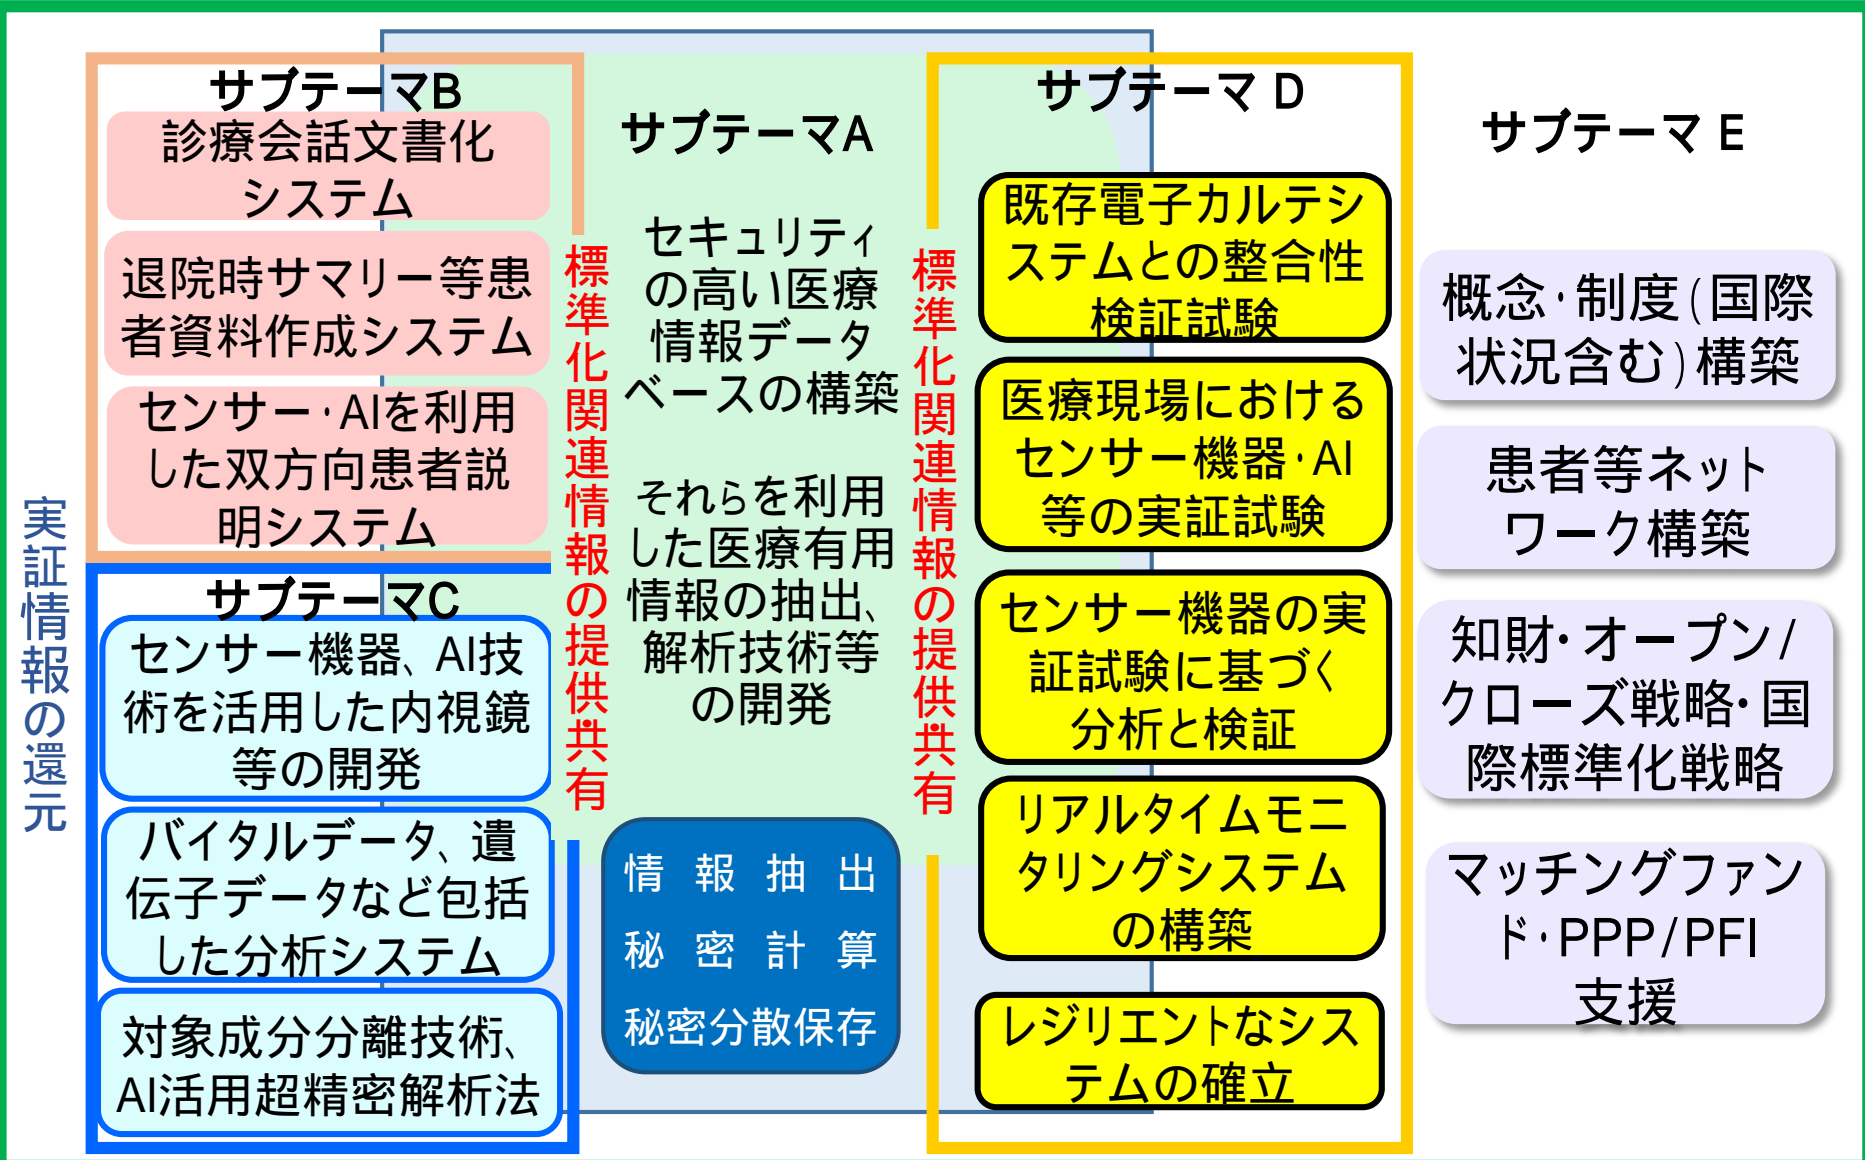 実証情報の還元
サブテーマB
診療会話文書化
システム
退院時サマリー等患
者資料作成システム
センサー・AIを利用
した双方向患者説
明システム
サブテーマC
センサー機器、AI技
術を活用した内視鏡
等の開発
バイタルデータ、遺
伝子データなど包括
した分析システム
対象成分分離技術、
AI活用超精密解析法
標準化関連情報の提供共有
サブテーマA
セキュリティ
の高い医療
情報データ
ベースの構築
それらを利用
した医療有用
情報の抽出、
解析技術等
の開発
情報抽出
秘密計算
秘密分散保存
標準化関連情報の提供共有
サブテーマ D
既存電子カルテシ
ステムとの整合性
検証試験
医療現場における
センサー機器・AI
等の実証試験
センサー機器の実
証試験に基づく
分析と検証
リアルタイムモニ
タリングシステム
の構築
レジリエントなシス
テムの確立
サブテーマ E
概念・制度(国際
状況含む)構築
患者等ネット
ワーク構築
知財・オープン/
クローズ戦略・国
際標準化戦略
マッチングファン
ド・PPP/PFI
支援